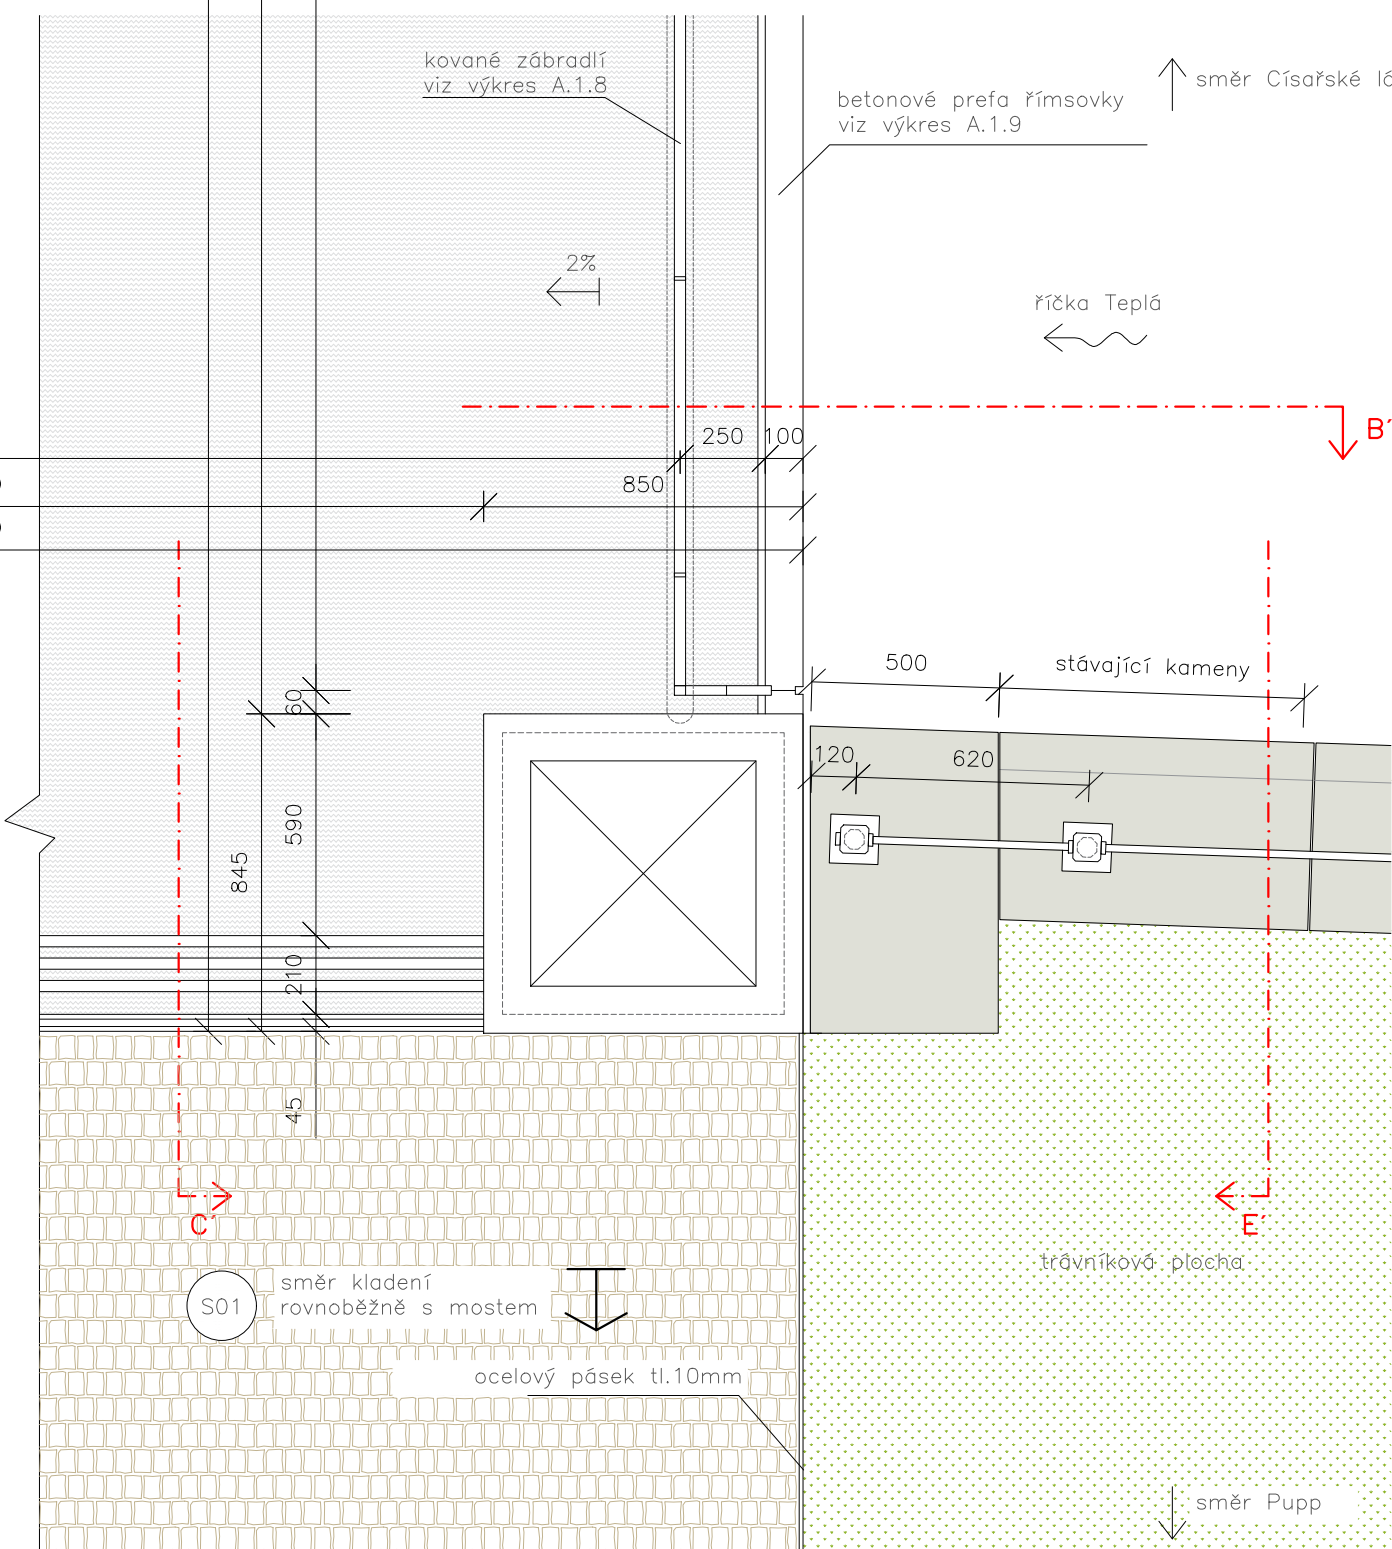 kované zábradlí
viz výkres A.1.8
betonové prefa římsovky
viz výkres A.1.9
směr Císařské
2%
říčka Teplá
B´
250
100
850
500
stávající kameny
60
120
620
590
845
210
45
C´
E´
trávníková plocha
S01
směr kladení
rovnoběžně s mostem
ocelový pásek tl.10mm
směr Pupp